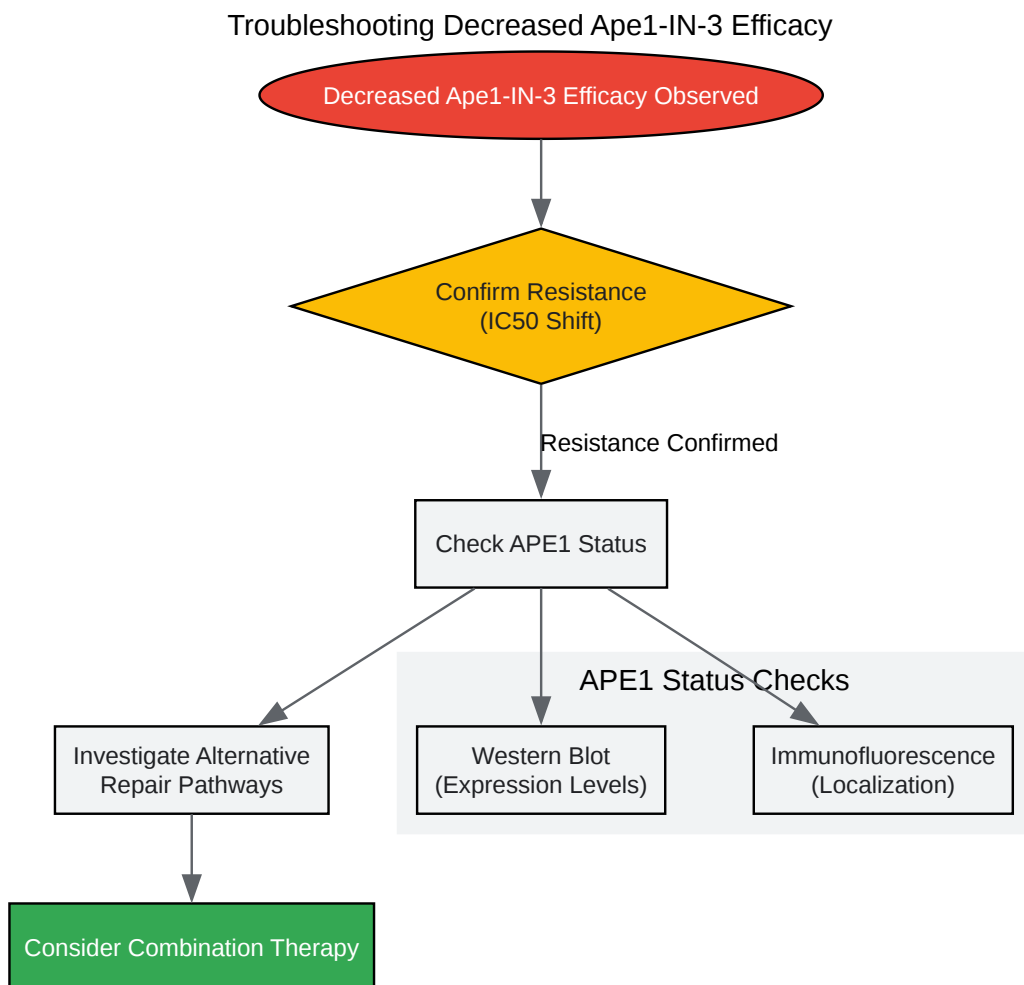 Troubleshooting Decreased Ape1-IN-3 Efficacy
Decreased Ape1-IN-3 Efficacy Observed
Confirm Resistance
(IC50 Shift)
Resistance Confirmed
Check APE1 Status
APE1 Status Checks
Investigate Alternative
Repair Pathways
Western Blot
(Expression Levels)
Immunofluorescence
(Localization)
Consider Combination Therapy